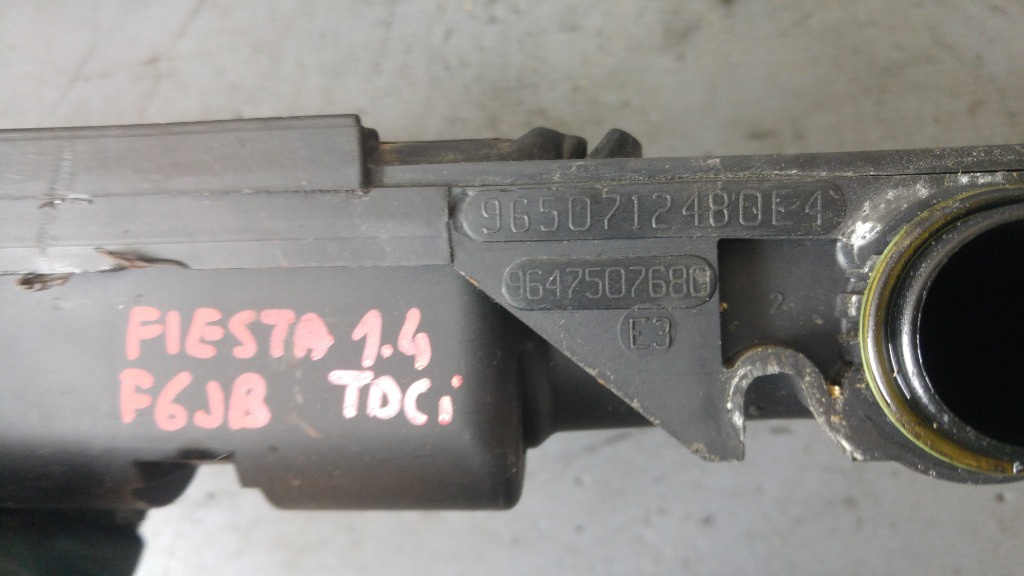 9650712480E4
9647507680
E3
2
FIESTA 1.4
F6JB TDCi